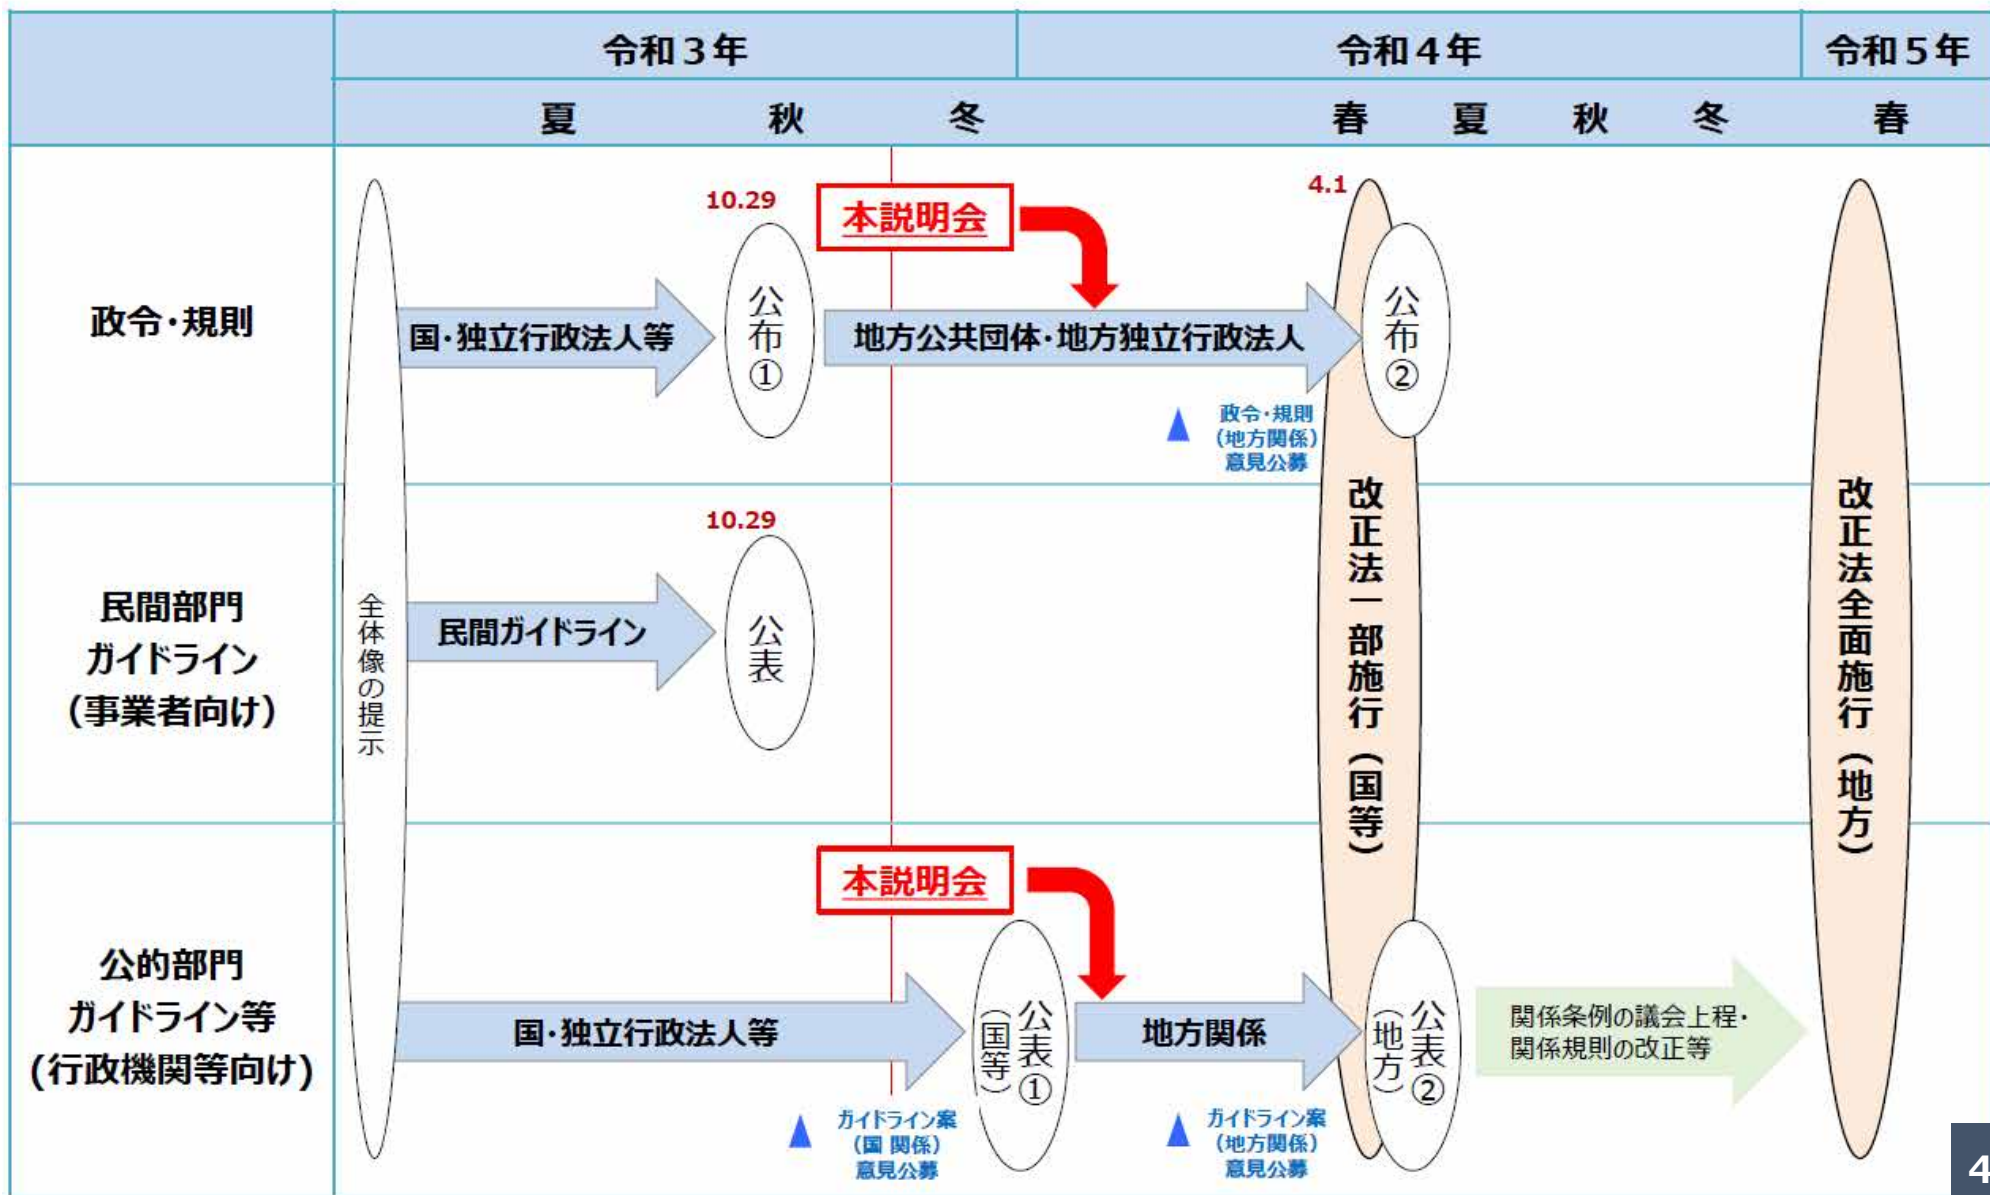 令和３年
令和４年
令和５年
夏
秋
冬
春
夏
秋
冬
春
政令・規則
全体像の提示
国・独立行政法人等
10.29
公布①
本説明会
地方公共団体・地方独立行政法人
政令・規則
（地方関係）
意見公募
4.1
公布②
改正法一部施行（国等）
改正法全面施行（地方）
民間部門
ガイドライン
（事業者向け）
民間ガイドライン
10.29
公表
公的部門
ガイドライン等
(行政機関等向け)
国・独立行政法人等
ガイドライン案
（国 関係）
意見公募
本説明会
公表①
（国等）
地方関係
ガイドライン案
（地方関係）
意見公募
公表②
（地方）
関係条例の議会上程・
関係規則の改正等
4